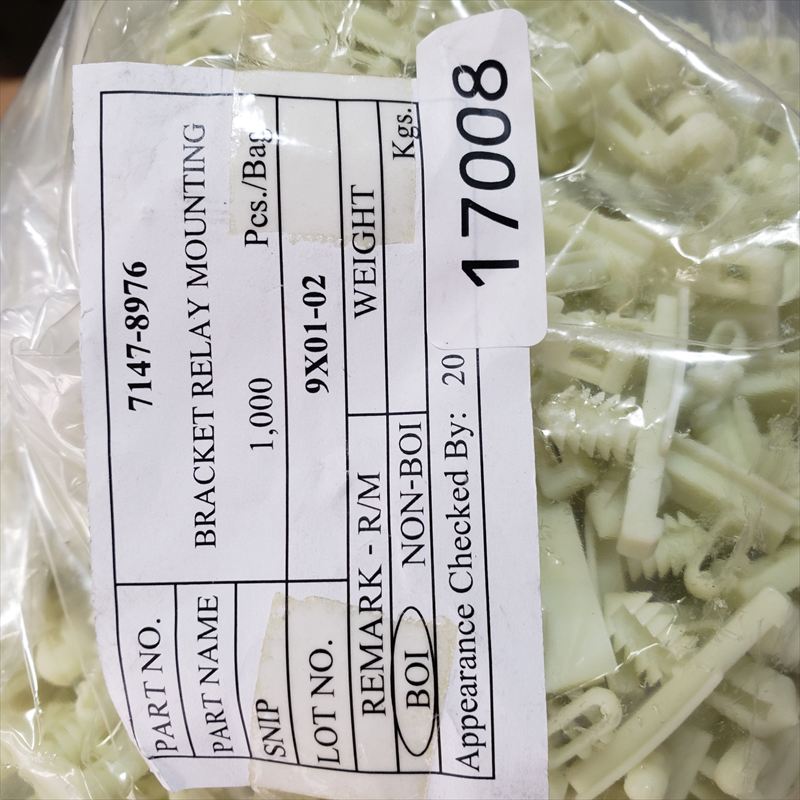 PART NO. 7147-8976
PART NAME BRACKET RELAY MOUNTING
SNIP 1,000 Pcs./Bag
LOT NO. 9X01-02
REMARK - R/M WEIGHT
BOI NON-BOI Kgs.
Appearance Checked By: 20
17008